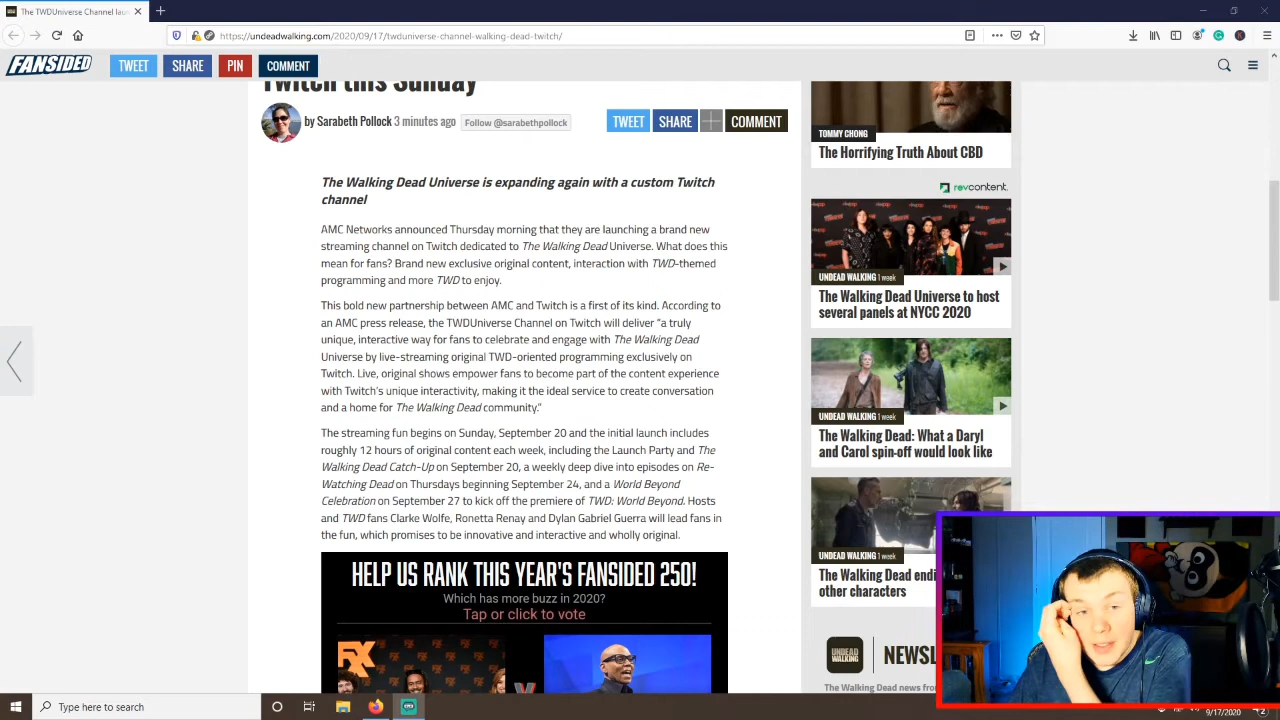 The TWDUniverse Channel laun
https://undeadwalking.com/2020/09/17/twduniverse-channel-walking-dead-twitch/
FANSIDED
TWEET
SHARE
PIN
COMMENT
Twitch this Sunday
by Sarabeth Pollock 3 minutes ago
Follow @sarabethpollock
TWEET
SHARE
COMMENT
The Walking Dead Universe is expanding again with a custom Twitch
channel
AMC Networks announced Thursday morning that they are launching a brand new
streaming channel on Twitch dedicated to The Walking Dead Universe. What does this
mean for fans? Brand new exclusive original content, interaction with TWD-themed
programming and more TWD to enjoy.
This bold new partnership between AMC and Twitch is a first of its kind. According to
an AMC press release, the TWDUniverse Channel on Twitch will deliver “a truly
unique, interactive way for fans to celebrate and engage with The Walking Dead
Universe by live-streaming original TWD-oriented programming exclusively on
Twitch. Live, original shows empower fans to become part of the content experience
with Twitch’s unique interactivity, making it the ideal service to create conversation
and a home for The Walking Dead community.”
The streaming fun begins on Sunday, September 20 and the initial launch includes
roughly 12 hours of original content each week, including the Launch Party and The
Walking Dead Catch-Up on September 20, a weekly deep dive into episodes on Re-
Watching Dead on Thursdays beginning September 24, and a World Beyond
Celebration on September 27 to kick off the premiere of TWD: World Beyond. Hosts
and TWD fans Clarke Wolfe, Ronetta Renay and Dylan Gabriel Guerra will lead fans in
the fun, which promises to be innovative and interactive and wholly original.
HELP US RANK THIS YEAR'S FANSIDED 250!
Which has more buzz in 2020?
Tap or click to vote
FXX
TOMMY CHONG
The Horrifying Truth About CBD
revcontent.
UNDEAD WALKING 1 week
The Walking Dead Universe to host
several panels at NYCC 2020
UNDEAD WALKING 1 week
The Walking Dead: What a Daryl
and Carol spin-off would look like
UNDEAD WALKING 1 week
The Walking Dead endi
other characters
UNDEAD
WALKING
NEWSL
The Walking Dead news from
Type here to search
9/17/2020
2